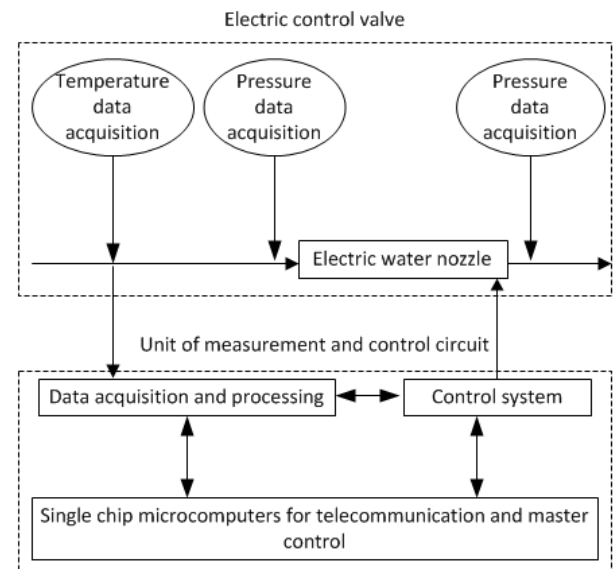 Electric control valve
Temperature
data
acquisition
Pressure
data
acquisition
Pressure
data
acquisition
Electric water nozzle
Unit of measurement and control circuit
Data acquisition and processing
Control system
Single chip microcomputers for telecommunication and master
control